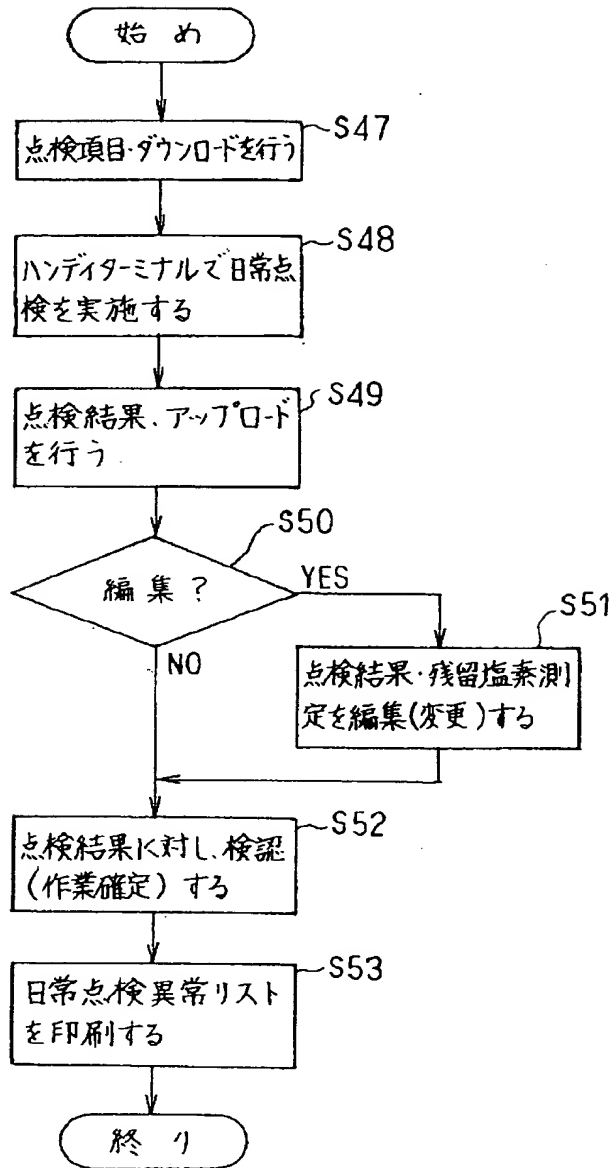 始め
S47
点検項目・ダウンロードを行う
S48
ハンディターミナルで日常点
検を実施する
S49
点検結果、アップロード
を行う
S50
編集？
YES
NO
S51
点検結果・残留塩素測
定を編集(変更)する
S52
点検結果に対し、検認
(作業確定)する
S53
日常点検異常リスト
を印刷する
終り